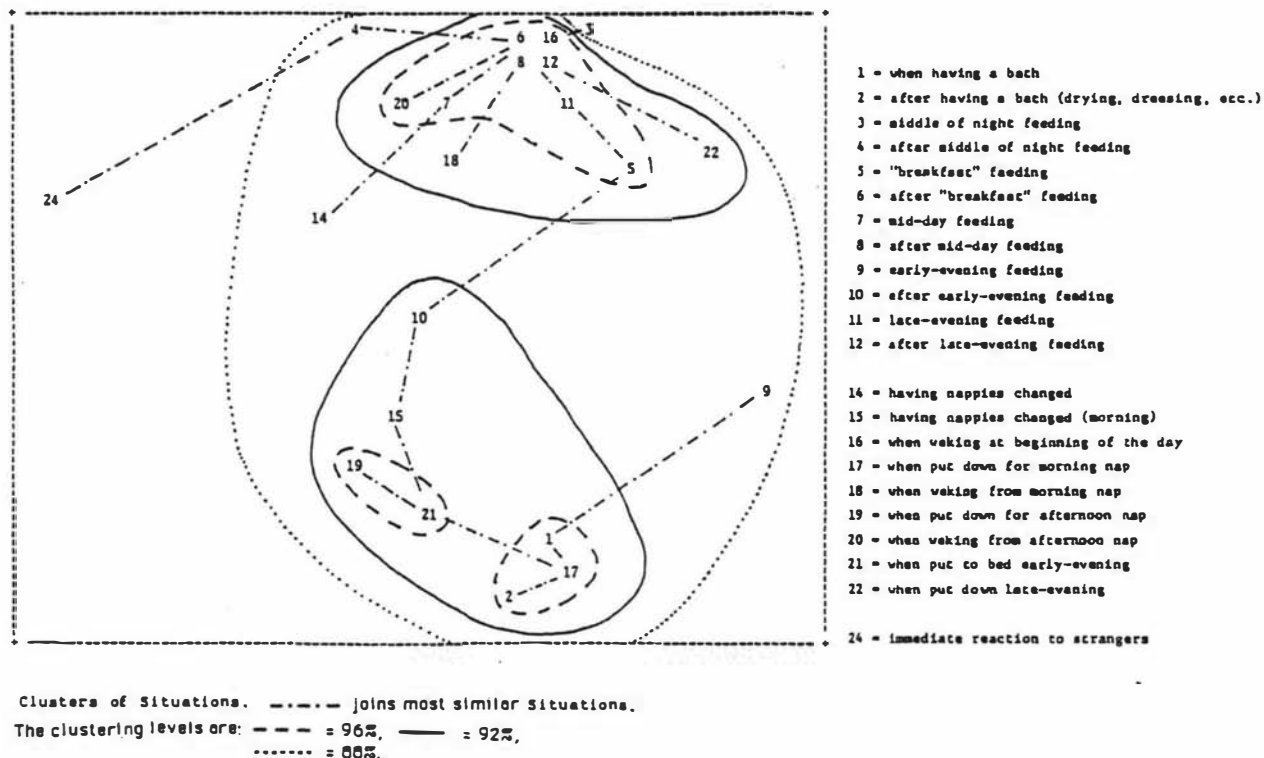 4
6 16 3
8 12
20 7 11
18 22
5
24
14
10
9
15
19
21
1
17
2
1 = when having a bath
2 = after having a bath (drying, dressing, etc.)
3 = middle of night feeding
4 = after middle of night feeding
5 = "breakfast" feeding
6 = after "breakfast" feeding
7 = mid-day feeding
8 = after mid-day feeding
9 = early-evening feeding
10 = after early-evening feeding
11 = late-evening feeding
12 = after late-evening feeding
14 = having nappies changed
15 = having nappies changed (morning)
16 = when waking at beginning of the day
17 = when put down for morning nap
18 = when waking from morning nap
19 = when put down for afternoon nap
20 = when waking from afternoon nap
21 = when put to bed early-evening
22 = when put down late-evening
24 = immediate reaction to strangers
Clusters of Situations. joins most similar Situations.
The clustering levels are: = 96%, = 92%,
= 88%.